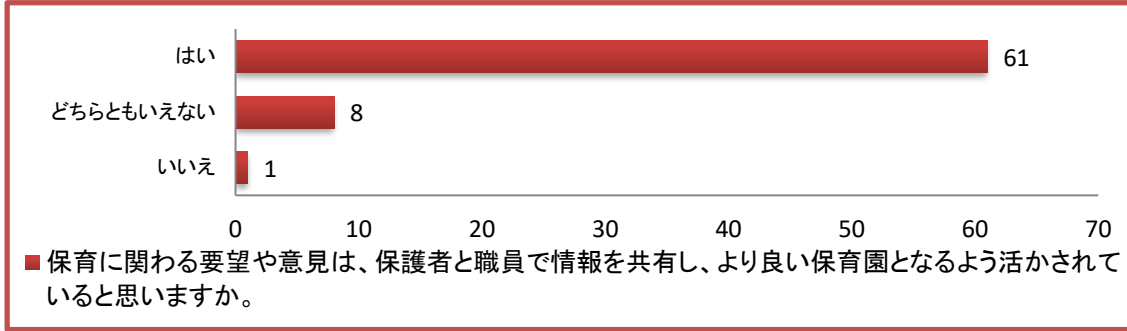 はい 61
どちらともいえない 8
いいえ 1
0 10 20 30 40 50 60 70
保育に関わる要望や意見は、保護者と職員で情報を共有し、より良い保育園となるよう活かされて
いると思いますか。